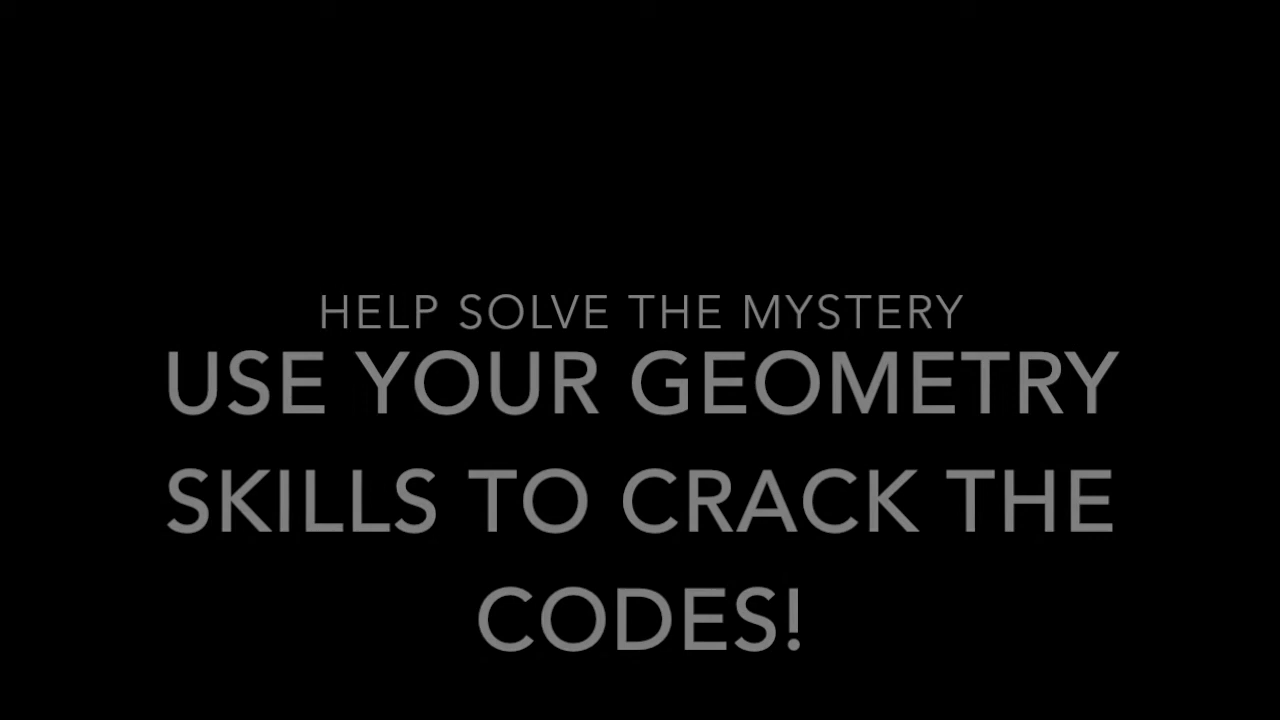 HELP SOLVE THE MYSTERY
USE YOUR GEOMETRY
SKILLS TO CRACK THE
CODES!